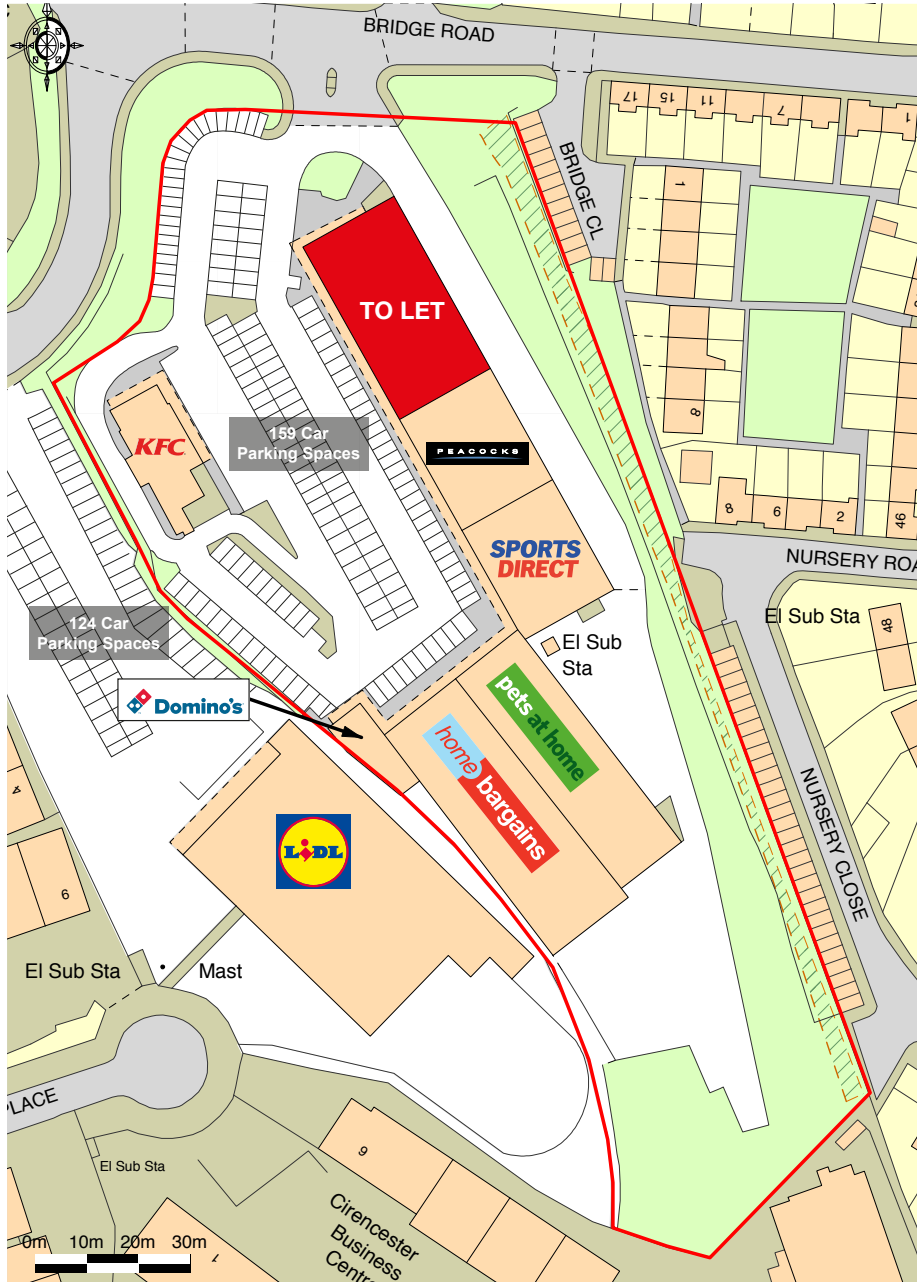 BRIDGE ROAD
17
15
11
7
1
BRIDGE CL
1
TO LET
8
KFC
159 Car
Parking Spaces
PEACOCKS
8
6
2
46
SPORTS
DIRECT
NURSERY ROA
124 Car
Parking Spaces
El Sub Sta
48
El Sub
Sta
Domino's
pets at home
home bargains
NURSERY CLOSE
4
LIDL
6
El Sub Sta
Mast
PLACE
El Sub Sta
9
Cirencester
Business
Centr
1
0m 10m 20m 30m